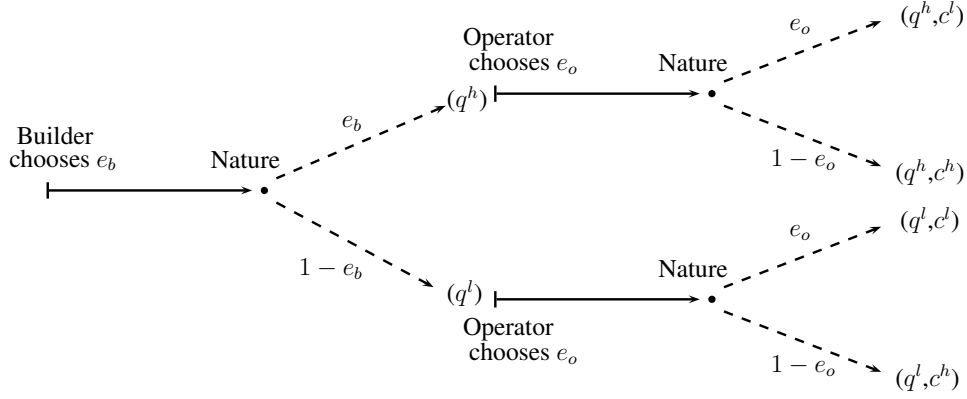 Operator
chooses $e_o$
Nature
$e_o$
$(q^h, c^l)$
$(q^h)$
$e_b$
$1 - e_o$
$(q^h, c^h)$
Builder
chooses $e_b$
Nature
$1 - e_b$
$(q^l)$
Operator
chooses $e_o$
Nature
$e_o$
$(q^l, c^l)$
$1 - e_o$
$(q^l, c^h)$